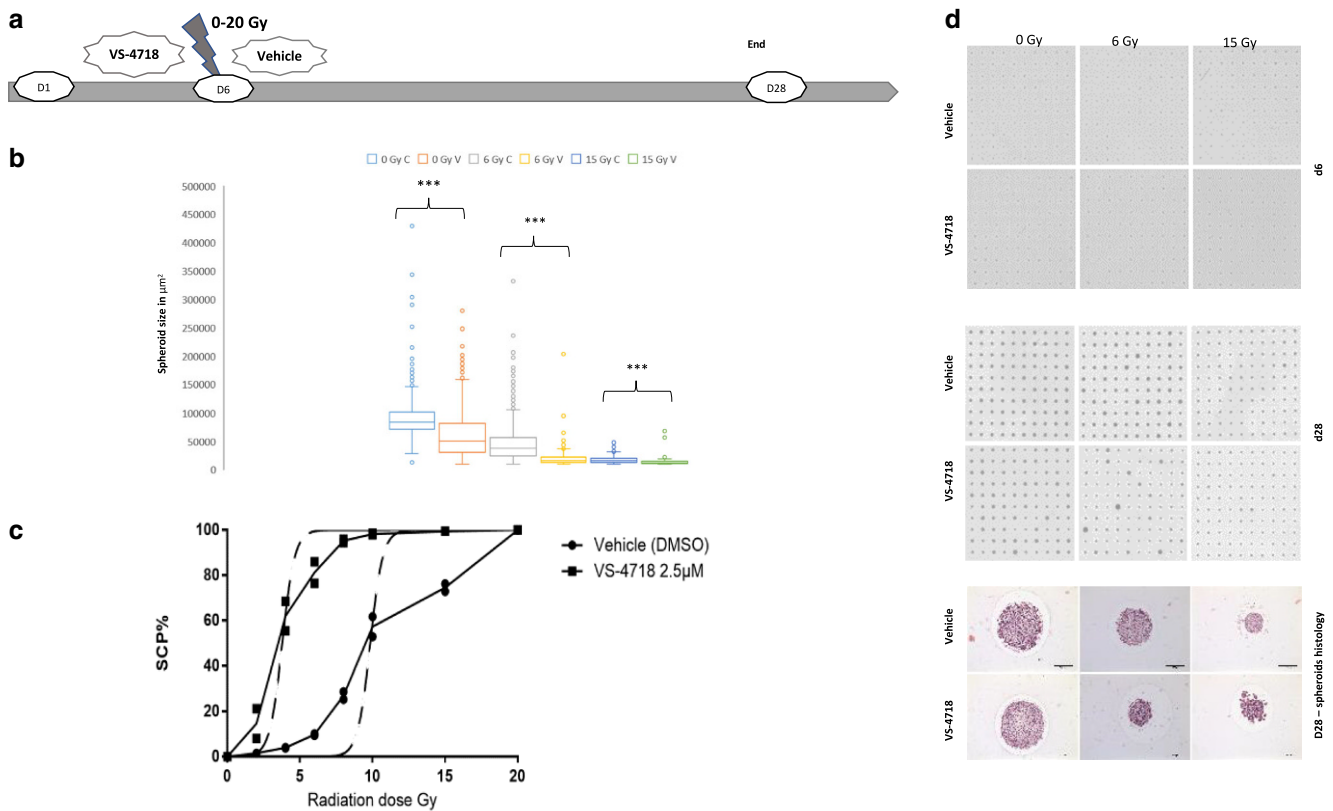 a
0-20 Gy
VS-4718
Vehicle
End
D1
D6
D28
b
0 Gy C 0 Gy V 6 Gy C 6 Gy V 15 Gy C 15 Gy V
Spheroid size in µm²
500000
450000
400000
350000
300000
250000
200000
150000
100000
50000
0
***
***
***
c
SCP%
100
80
60
40
20
0
0 5 10 15 20
Radiation dose Gy
Vehicle (DMSO)
VS-4718 2.5µM
d
0 Gy 6 Gy 15 Gy
Vehicle
VS-4718
d6
Vehicle
VS-4718
d28
Vehicle
VS-4718
D28 – spheroids histology